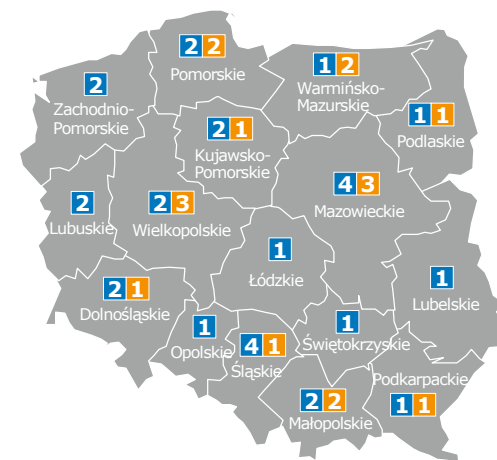 2 2
Pomorskie
1 2
Warmińsko-
Mazurskie
2
Zachodnio-
Pomorskie
2 1
Kujawsko-
Pomorskie
1 1
Podlaskie
2
Lubuskie
2 3
Wielkopolskie
4 3
Mazowieckie
1
Łódzkie
1
Lubelskie
2 1
Dolnośląskie
1
Opolskie
4 1
Śląskie
1
Świętokrzyskie
Podkarpackie
1 1
2 2
Małopolskie